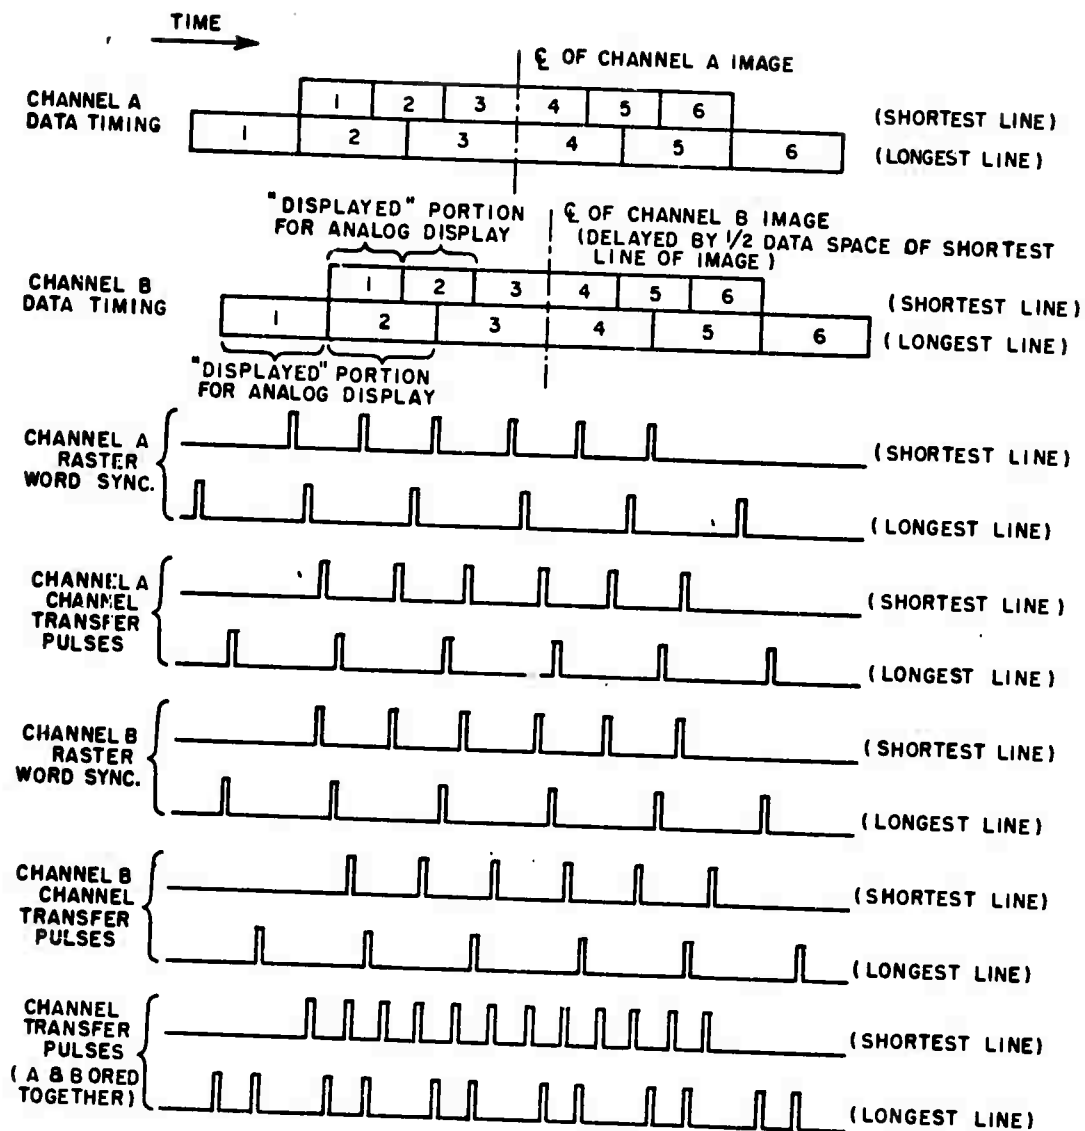 TIME
℄ OF CHANNEL A IMAGE
CHANNEL A
DATA TIMING
1 2 3 4 5 6
(SHORTEST LINE)
1 2 3 4 5 6
(LONGEST LINE)
"DISPLAYED" PORTION
FOR ANALOG DISPLAY
℄ OF CHANNEL B IMAGE
(DELAYED BY 1/2 DATA SPACE OF SHORTEST
LINE OF IMAGE)
CHANNEL B
DATA TIMING
1 2 3 4 5 6
(SHORTEST LINE)
1 2 3 4 5 6
(LONGEST LINE)
"DISPLAYED" PORTION
FOR ANALOG DISPLAY
CHANNEL A
RASTER
WORD SYNC.
(SHORTEST LINE)
(LONGEST LINE)
CHANNEL A
CHANNEL
TRANSFER
PULSES
(SHORTEST LINE)
(LONGEST LINE)
CHANNEL B
RASTER
WORD SYNC.
(SHORTEST LINE)
(LONGEST LINE)
CHANNEL B
CHANNEL
TRANSFER
PULSES
(SHORTEST LINE)
(LONGEST LINE)
CHANNEL
TRANSFER
PULSES
(A & B ORED
TOGETHER)
(SHORTEST LINE)
(LONGEST LINE)